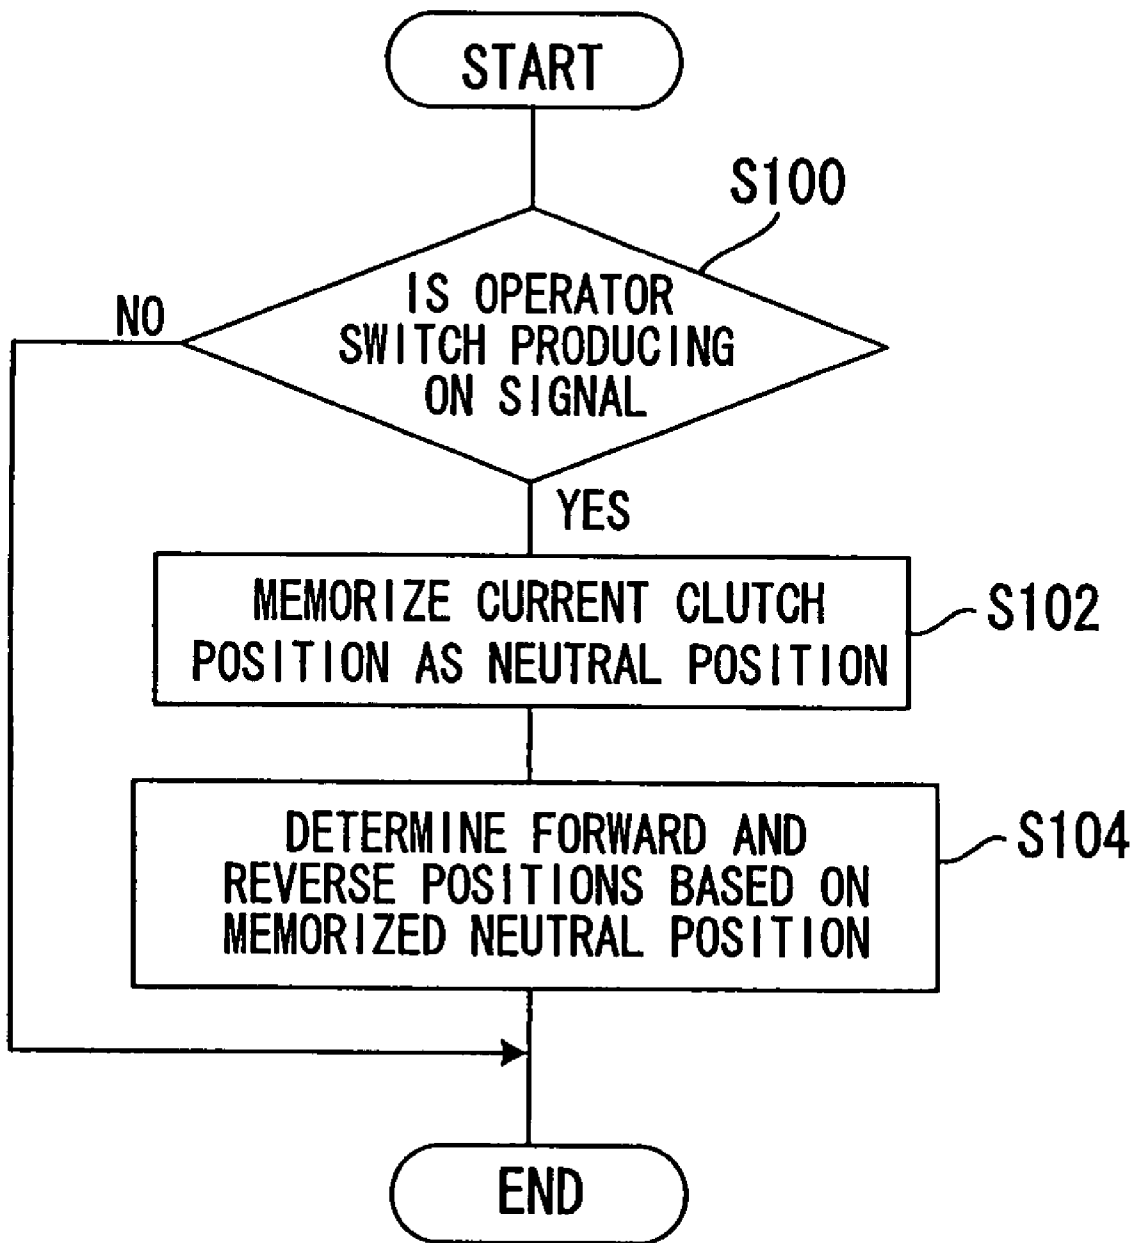 START
S100
IS OPERATOR
SWITCH PRODUCING
ON SIGNAL
NO
YES
MEMORIZE CURRENT CLUTCH
POSITION AS NEUTRAL POSITION
S102
DETERMINE FORWARD AND
REVERSE POSITIONS BASED ON
MEMORIZED NEUTRAL POSITION
S104
END